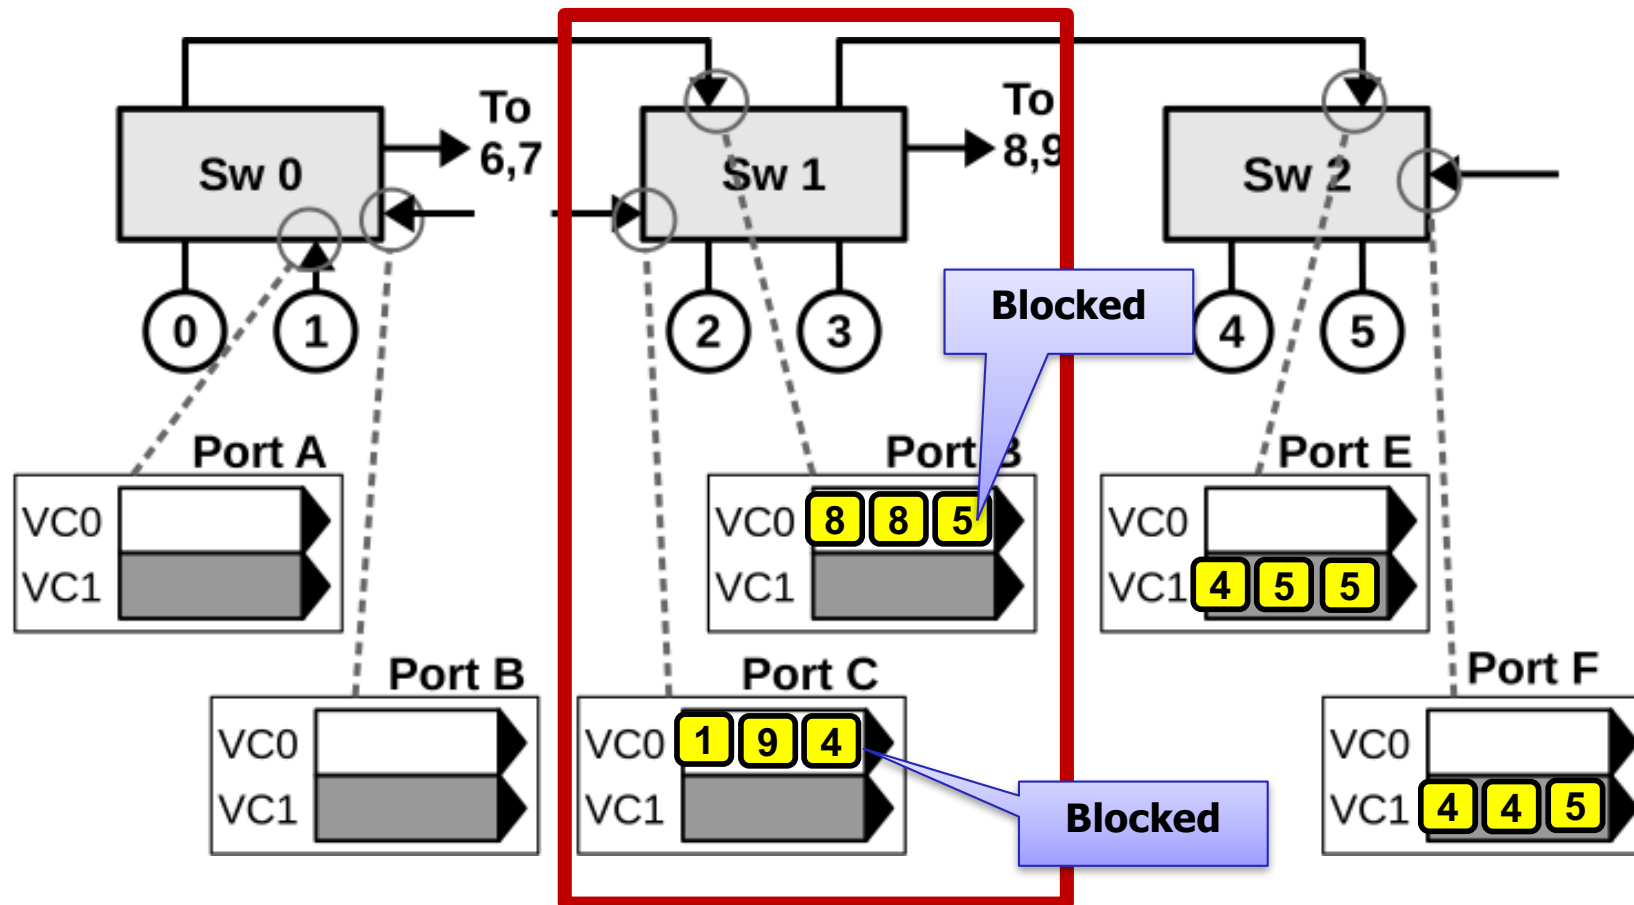 To
6,7
To
8,9
Sw 0
Sw 1
Sw 2
0
1
2
3
4
5
Blocked
Port A
VC0
VC1
Port B
VC0
VC1
Port B
VC0 8 8 5
VC1
Port C
VC0 1 9 4
VC1
Blocked
Port E
VC0
VC1 4 5 5
Port F
VC0
VC1 4 4 5